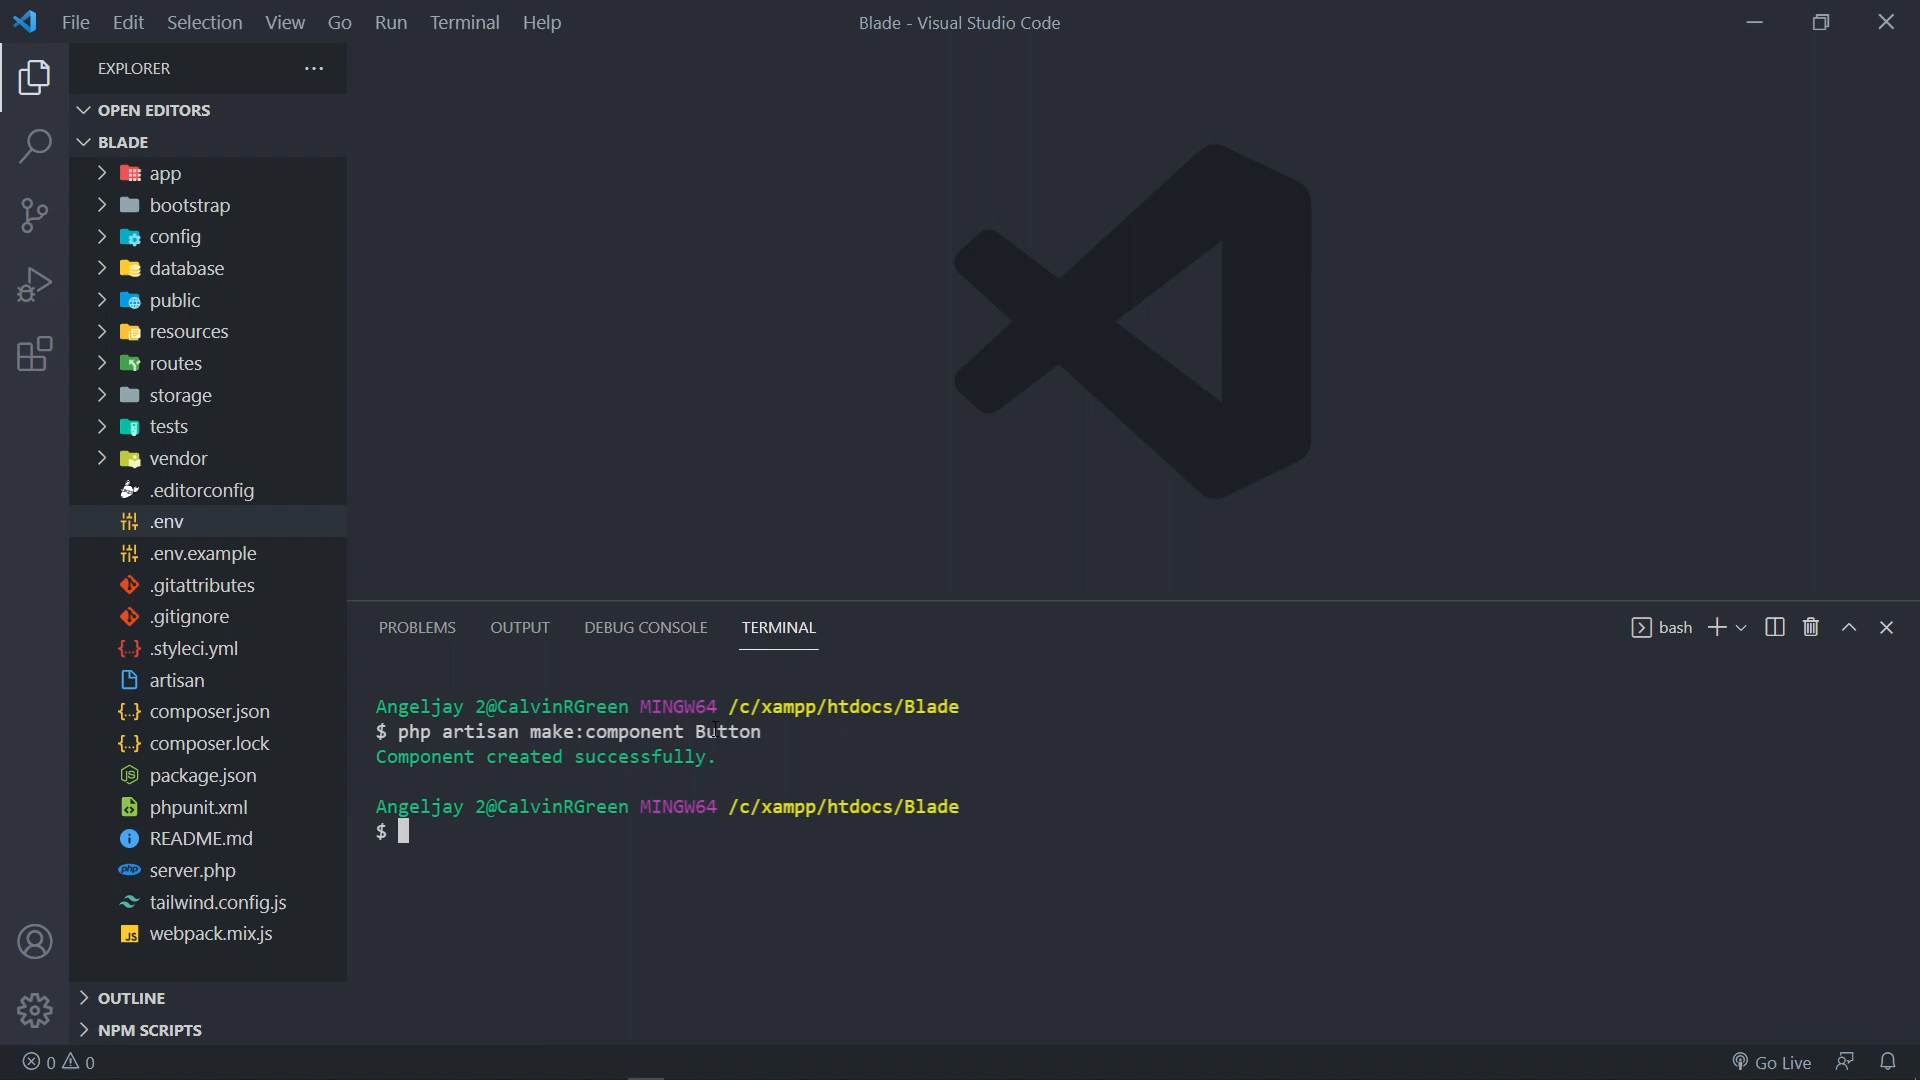 File Edit Selection View Go Run Terminal Help
Blade - Visual Studio Code
EXPLORER
OPEN EDITORS
BLADE
app
bootstrap
config
database
public
resources
routes
storage
tests
vendor
.editorconfig
.env
.env.example
.gitattributes
.gitignore
.styleci.yml
artisan
composer.json
composer.lock
package.json
phpunit.xml
README.md
server.php
tailwind.config.js
webpack.mix.js
OUTLINE
NPM SCRIPTS
PROBLEMS OUTPUT DEBUG CONSOLE TERMINAL
bash
Angeljay 2@CalvinRGreen MINGW64 /c/xampp/htdocs/Blade
$ php artisan make:component Button
Component created successfully.
Angeljay 2@CalvinRGreen MINGW64 /c/xampp/htdocs/Blade
$
0 0
Go Live